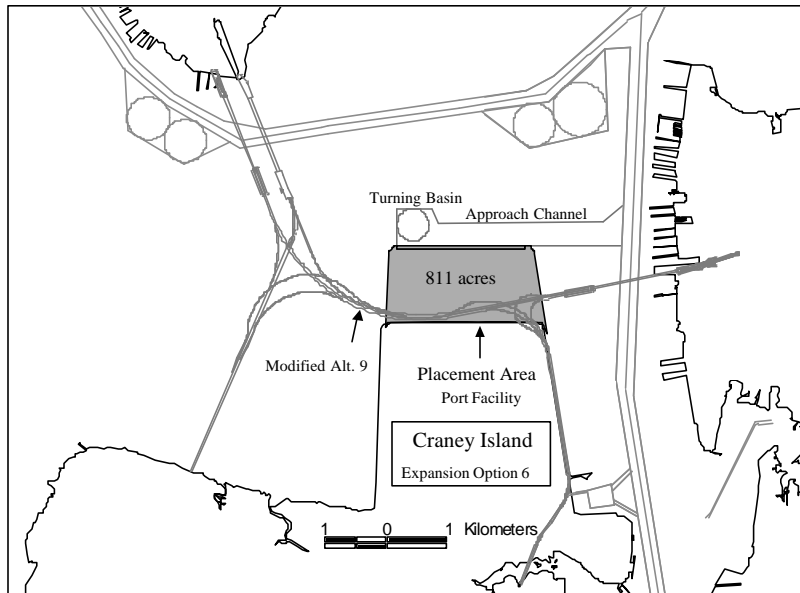 Turning Basin
Approach Channel
811 acres
Modified Alt. 9
Placement Area
Port Facility
Craney Island
Expansion Option 6
1 0 1 Kilometers